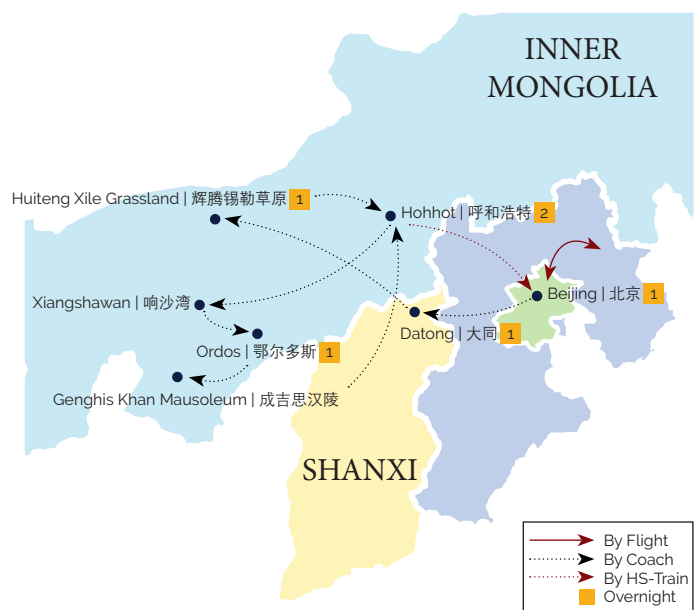 INNER
MONGOLIA
Huiteng Xile Grassland | 辉腾锡勒草原 1
Hohhot | 呼和浩特 2
Xiangshawan | 响沙湾
Beijing | 北京 1
Datong | 大同 1
Ordos | 鄂尔多斯 1
Genghis Khan Mausoleum | 成吉思汗陵
SHANXI
By Flight
By Coach
By HS-Train
Overnight
1